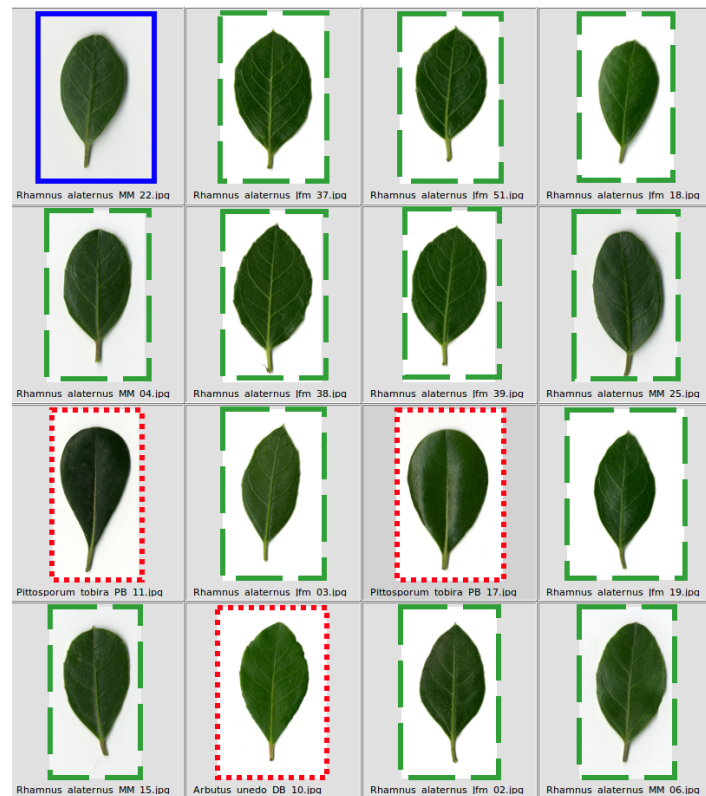 Rhamnus alaternus MM 22.jpg
Rhamnus alaternus Jfm 37.jpg
Rhamnus alaternus Jfm 51.jpg
Rhamnus alaternus Jfm 18.jpg
Rhamnus alaternus MM 04.jpg
Rhamnus alaternus Jfm 38.jpg
Rhamnus alaternus Jfm 39.jpg
Rhamnus alaternus MM 25.jpg
Pittosporum tobira PB 11.jpg
Rhamnus alaternus Jfm 03.jpg
Pittosporum tobira PB 17.jpg
Rhamnus alaternus Jfm 19.jpg
Rhamnus alaternus MM 15.jpg
Arbutus unedo DB 10.jpg
Rhamnus alaternus Jfm 02.jpg
Rhamnus alaternus MM 06.jpg